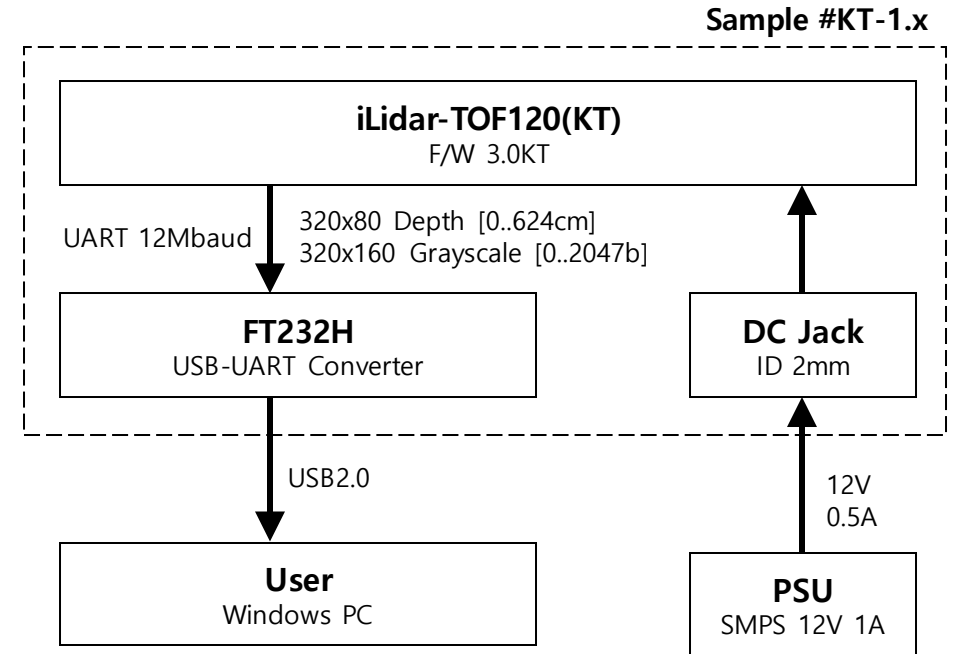 Sample #KT-1.x
iLidar-TOF120(KT)
F/W 3.0KT
UART 12Mbaud
320x80 Depth [0..624cm]
320x160 Grayscale [0..2047b]
FT232H
USB-UART Converter
DC Jack
ID 2mm
USB2.0
12V
0.5A
User
Windows PC
PSU
SMPS 12V 1A